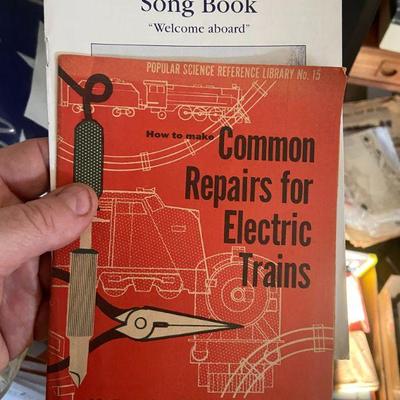 Song Book
"Welcome aboard"
POPULAR SCIENCE REFERENCE LIBRARY No. 15
How to make Common
Repairs for
Electric
Trains